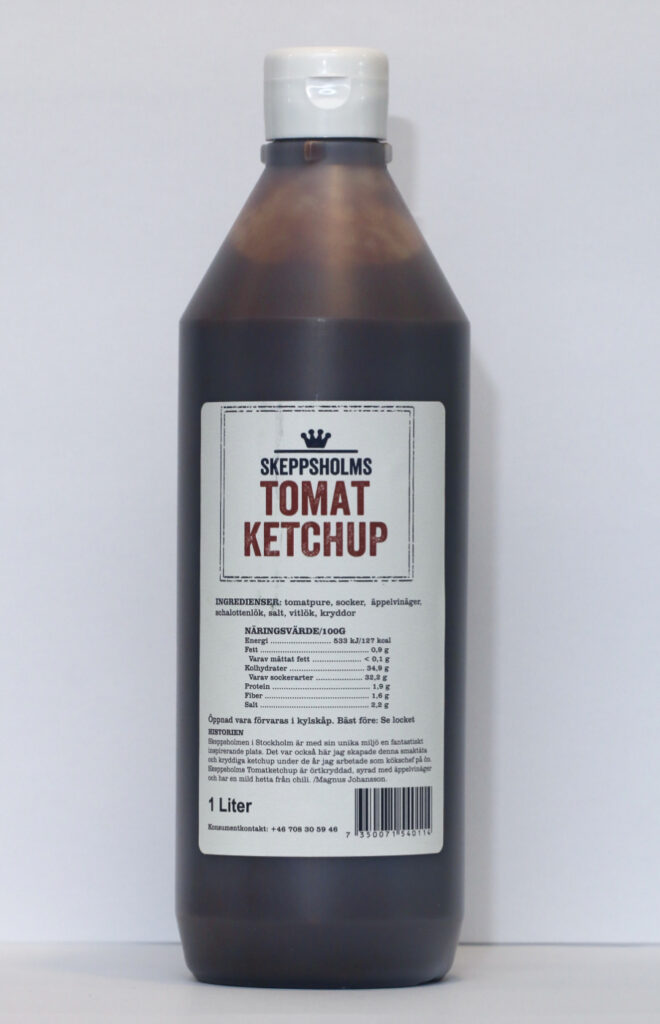 SKEPPSHOLMS
TOMAT
KETCHUP
INGREDIENSER: tomatpure, socker, äppelvinäger,
schalottenlök, salt, vitlök, kryddor
NÄRINGSVÄRDE/100G
Energi ........................ 533 kJ/127 kcal
Fett ............................................. 0,9 g
Varav mättat fett .................... < 0,1 g
Kolhydrater ................................. 34,9 g
Varav sockerarter ..................... 32,2 g
Protein ......................................... 1,9 g
Fiber ............................................ 1,6 g
Salt .............................................. 2,2 g
Öppnad vara förvaras i kylskåp. Bäst före: Se locket
HISTORIEN
Skeppsholmen i Stockholm är med sin unika miljö en fantastiskt
inspirerande plats. Det var också här jag skapade denna smaktäta
och kryddiga ketchup under de år jag arbetade som kökschef på ön.
Skeppsholms Tomatketchup är örtkryddad, syrad med äppelvinäger
och har en mild hetta från chili. /Magnus Johansson.
1 Liter
Konsumentkontakt: +46 708 30 59 46
7 350071 540114